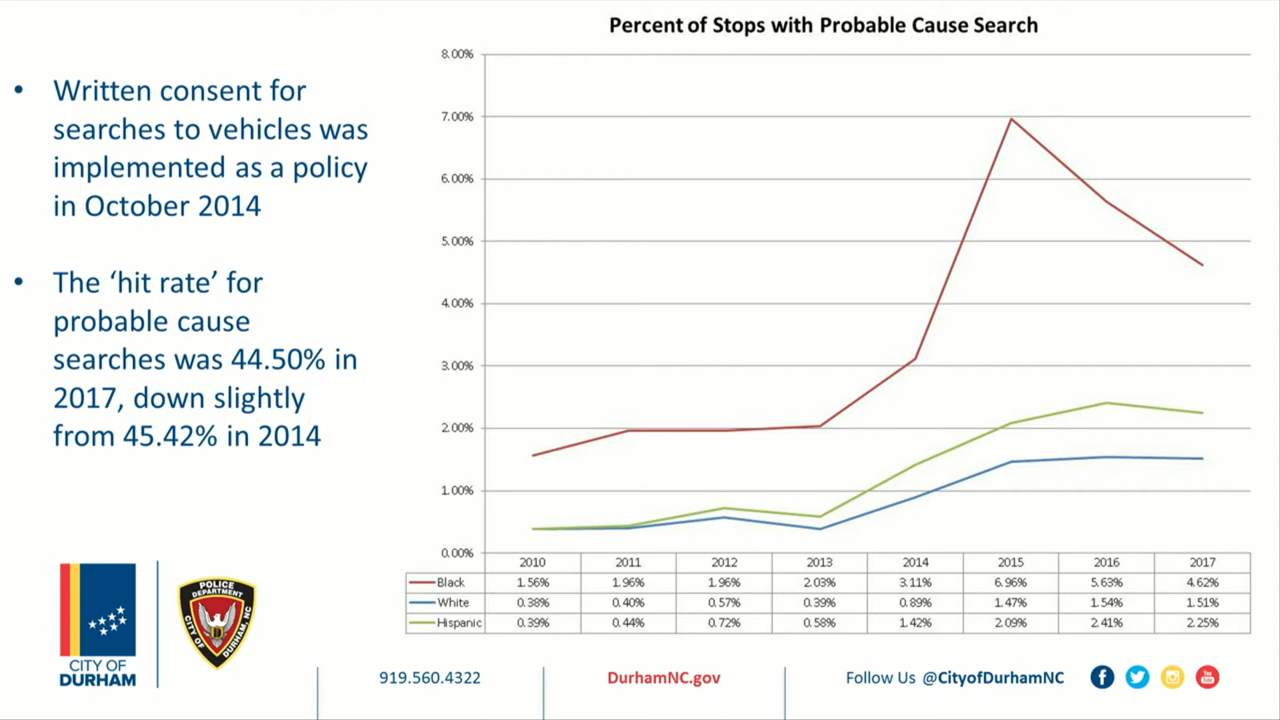 Percent of Stops with Probable Cause Search
• Written consent for
searches to vehicles was
implemented as a policy
in October 2014
• The ‘hit rate’ for
probable cause
searches was 44.50% in
2017, down slightly
from 45.42% in 2014
8.00%
7.00%
6.00%
5.00%
4.00%
3.00%
2.00%
1.00%
0.00%
2010 2011 2012 2013 2014 2015 2016 2017
Black 1.56% 1.96% 1.96% 2.03% 3.11% 6.96% 5.63% 4.62%
White 0.38% 0.40% 0.57% 0.39% 0.89% 1.47% 1.54% 1.51%
Hispanic 0.39% 0.44% 0.72% 0.58% 1.42% 2.09% 2.41% 2.25%
CITY OF
DURHAM
POLICE
DEPARTMENT
CITY OF
DURHAM, NC
D
919.560.4322
DurhamNC.gov
Follow Us @CityofDurhamNC
You
Tube